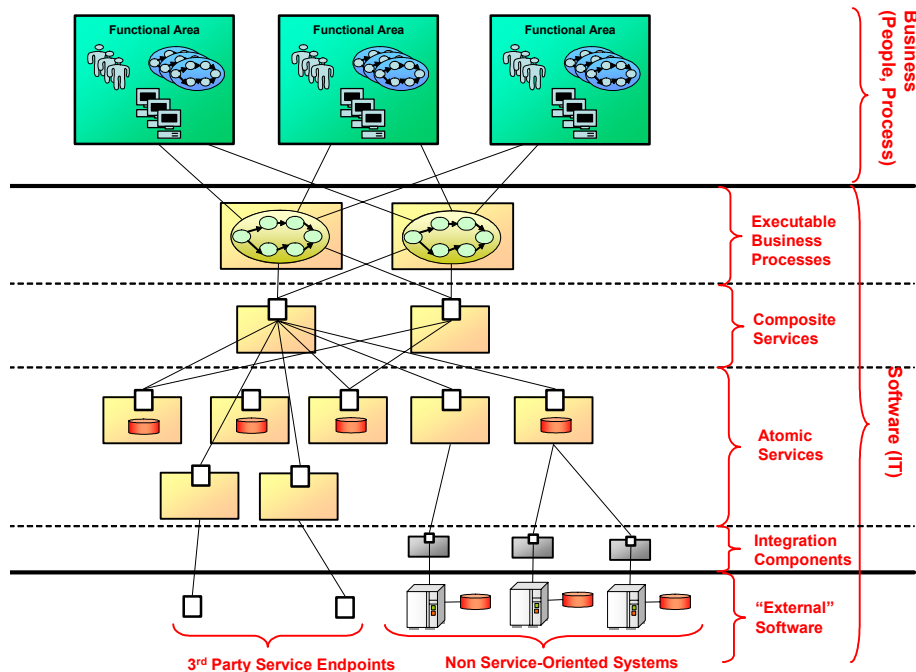 Functional Area
Functional Area
Functional Area
Business
(People, Process)
Executable
Business
Processes
Composite
Services
Software (IT)
Atomic
Services
Integration
Components
“External”
Software
3rd Party Service Endpoints
Non Service-Oriented Systems